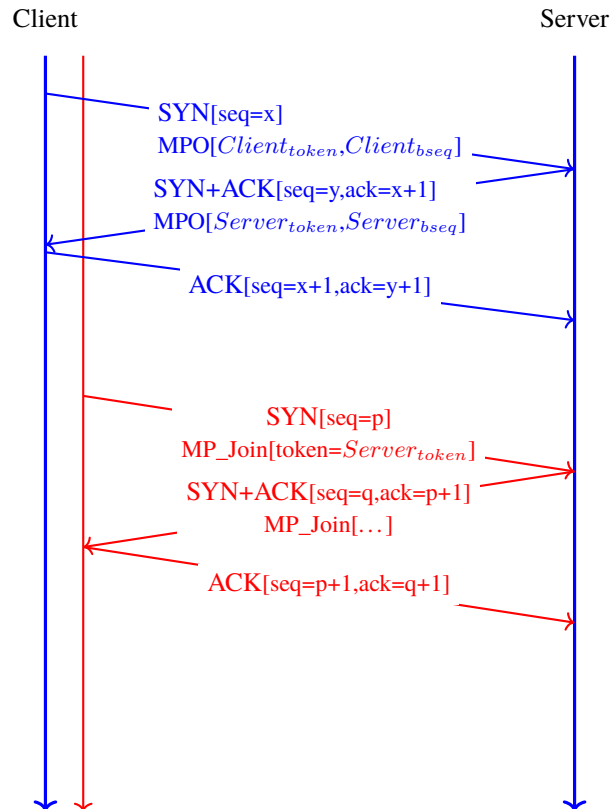 Client Server
SYN[seq=x]
MPO[Client_token,Client_bseq]
SYN+ACK[seq=y,ack=x+1]
MPO[Server_token,Server_bseq]
ACK[seq=x+1,ack=y+1]
SYN[seq=p]
MP_Join[token=Server_token]
SYN+ACK[seq=q,ack=p+1]
MP_Join[…]
ACK[seq=p+1,ack=q+1]